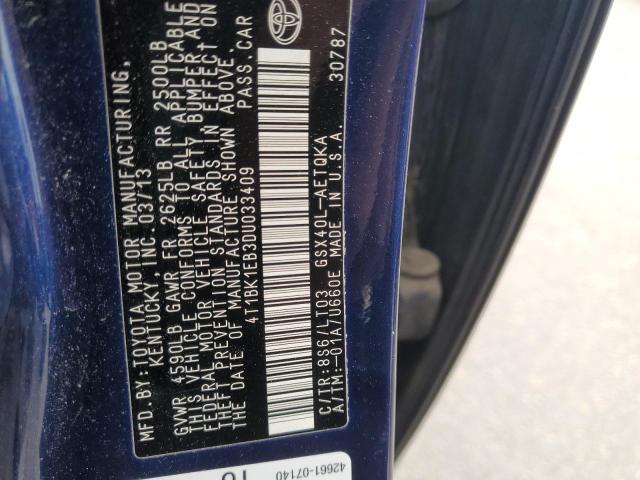 MFD.BY:TOYOTA MOTOR MANUFACTURING,
KENTUCKY, INC. 03/13
GVWR 4590LB GAWR FR 2625LB RR 2500LB
THIS VEHICLE CONFORMS TO ALL APPLICABLE
FEDERAL MOTOR VEHICLE SAFETY, BUMPER AND
THEFT PREVENTION STANDARDS IN EFFECT ON
THE DATE OF MANUFACTURE SHOWN ABOVE.
4T1BK1EB3DU033409 PASS.CAR
C/TR:8S6/LT03 GSX40L-AETQKA
A/TM:-01A/U660E MADE IN U.S.A. 30787
42661-07140